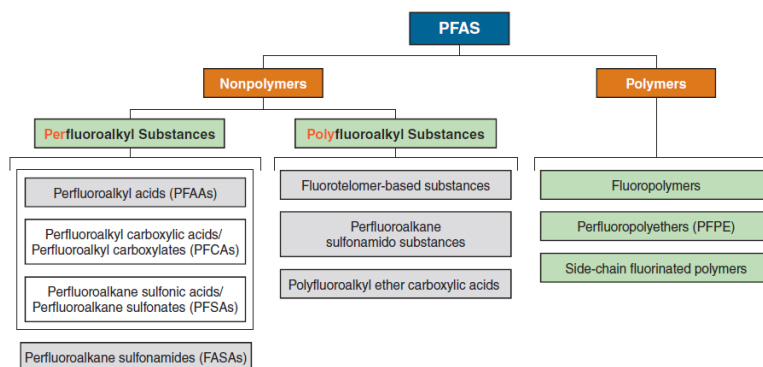 PFAS
Nonpolymers
Polymers
Perfluoroalkyl Substances
Polyfluoroalkyl Substances
Perfluoroalkyl acids (PFAAs)
Perfluoroalkyl carboxylic acids/
Perfluoroalkyl carboxylates (PFCAs)
Perfluoroalkane sulfonic acids/
Perfluoroalkane sulfonates (PFSAs)
Perfluoroalkane sulfonamides (FASAs)
Fluorotelomer-based substances
Perfluoroalkane
sulfonamido substances
Polyfluoroalkyl ether carboxylic acids
Fluoropolymers
Perfluoropolyethers (PFPE)
Side-chain fluorinated polymers